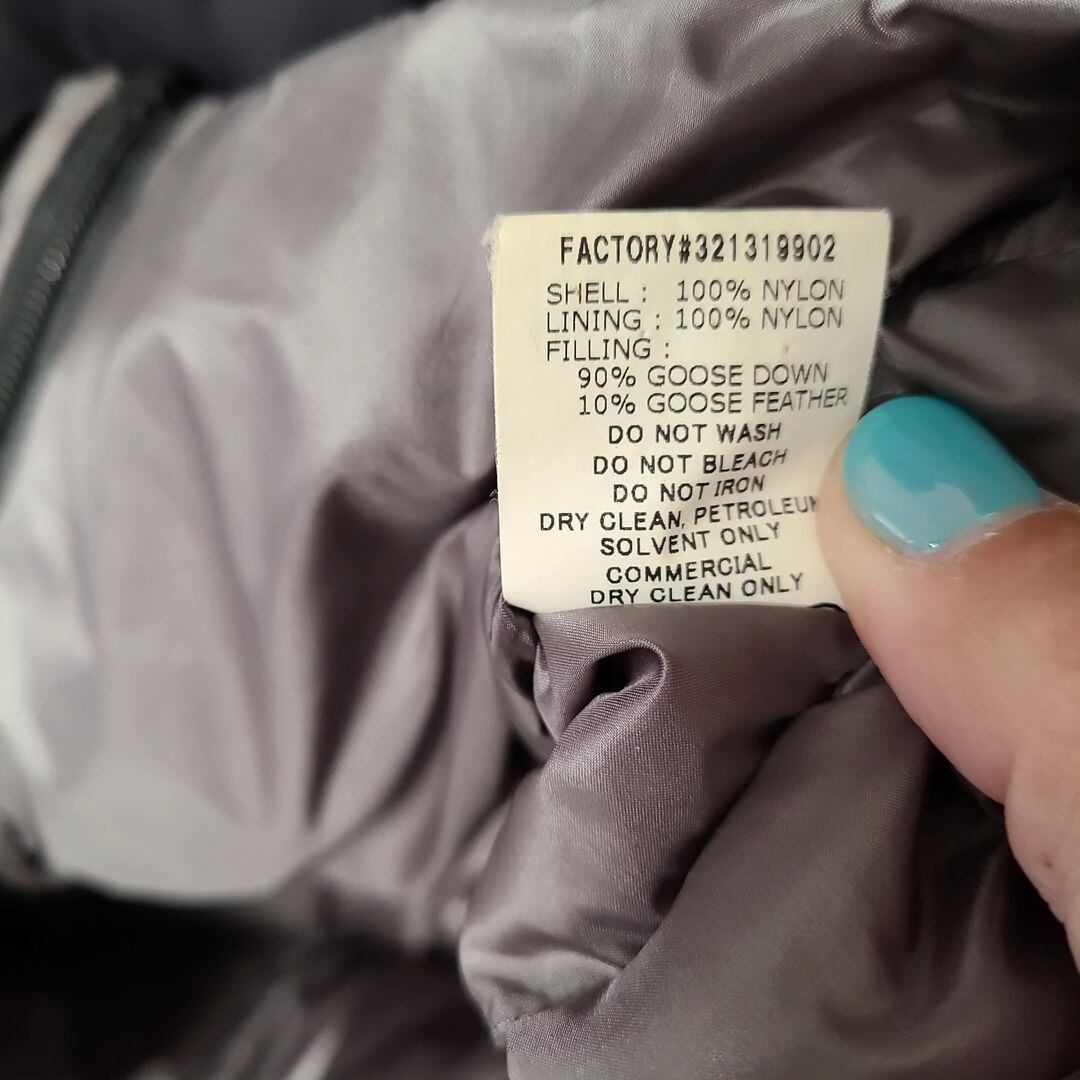 FACTORY#321319902
SHELL : 100% NYLON
LINING : 100% NYLON
FILLING :
90% GOOSE DOWN
10% GOOSE FEATHER
DO NOT WASH
DO NOT BLEACH
DO NOT IRON
DRY CLEAN, PETROLEUM
SOLVENT ONLY
COMMERCIAL
DRY CLEAN ONLY